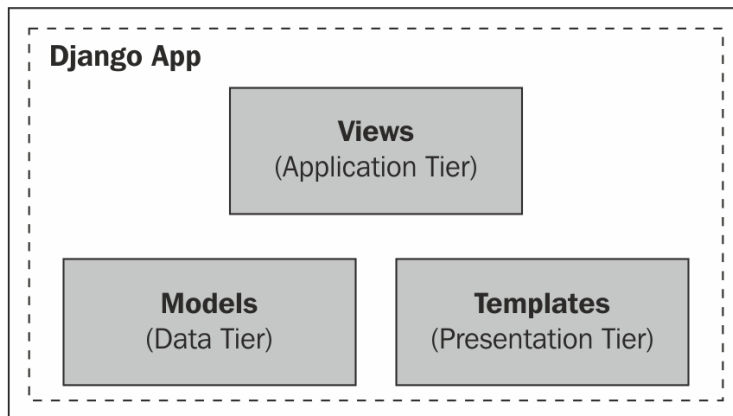 Django App
Views
(Application Tier)
Models
(Data Tier)
Templates
(Presentation Tier)